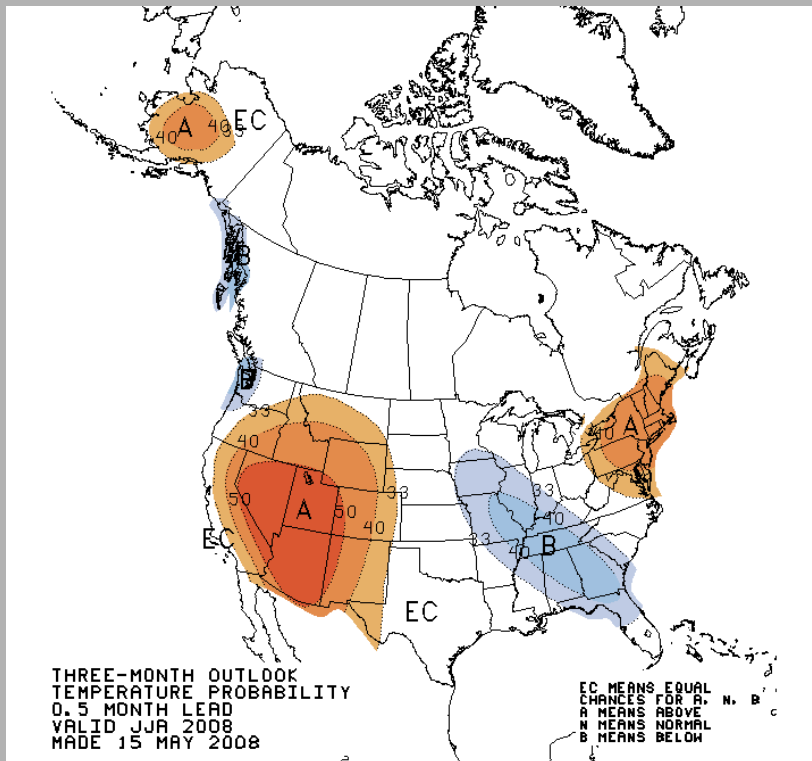 A
40
40
EC
B
B
33
40
50
A
50
33
40
EC
EC
A
40
33
40
33
40
B
THREE-MONTH OUTLOOK
TEMPERATURE PROBABILITY
0.5 MONTH LEAD
VALID JJA 2008
MADE 15 MAY 2008
EC MEANS EQUAL
CHANCES FOR A, N, B
A MEANS ABOVE
N MEANS NORMAL
B MEANS BELOW